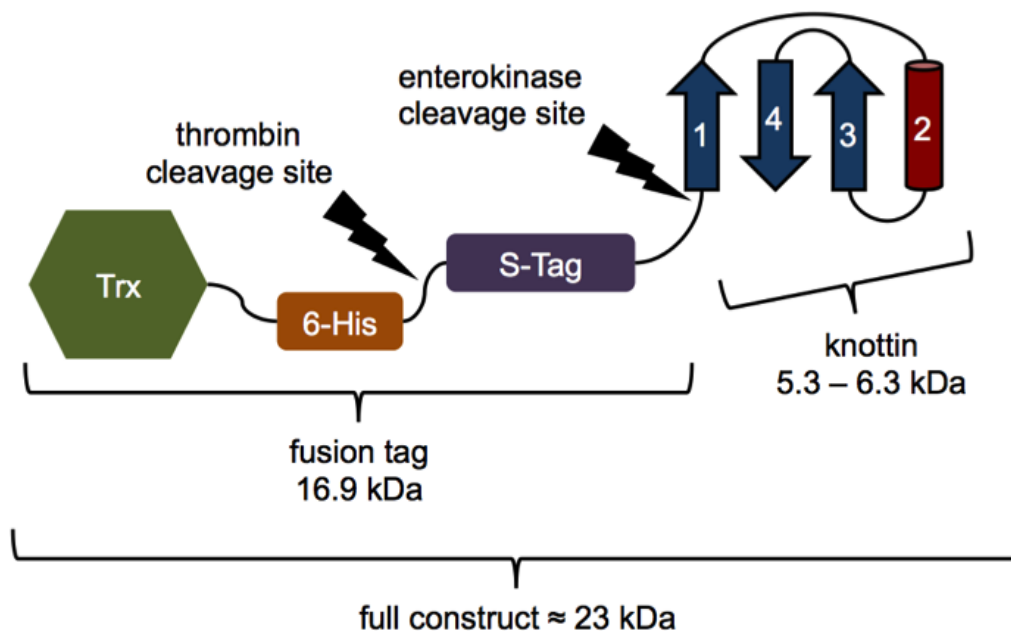 enterokinase
cleavage site
thrombin
cleavage site
1
4
3
2
Trx
6-His
S-Tag
knottin
5.3 – 6.3 kDa
fusion tag
16.9 kDa
full construct ≈ 23 kDa